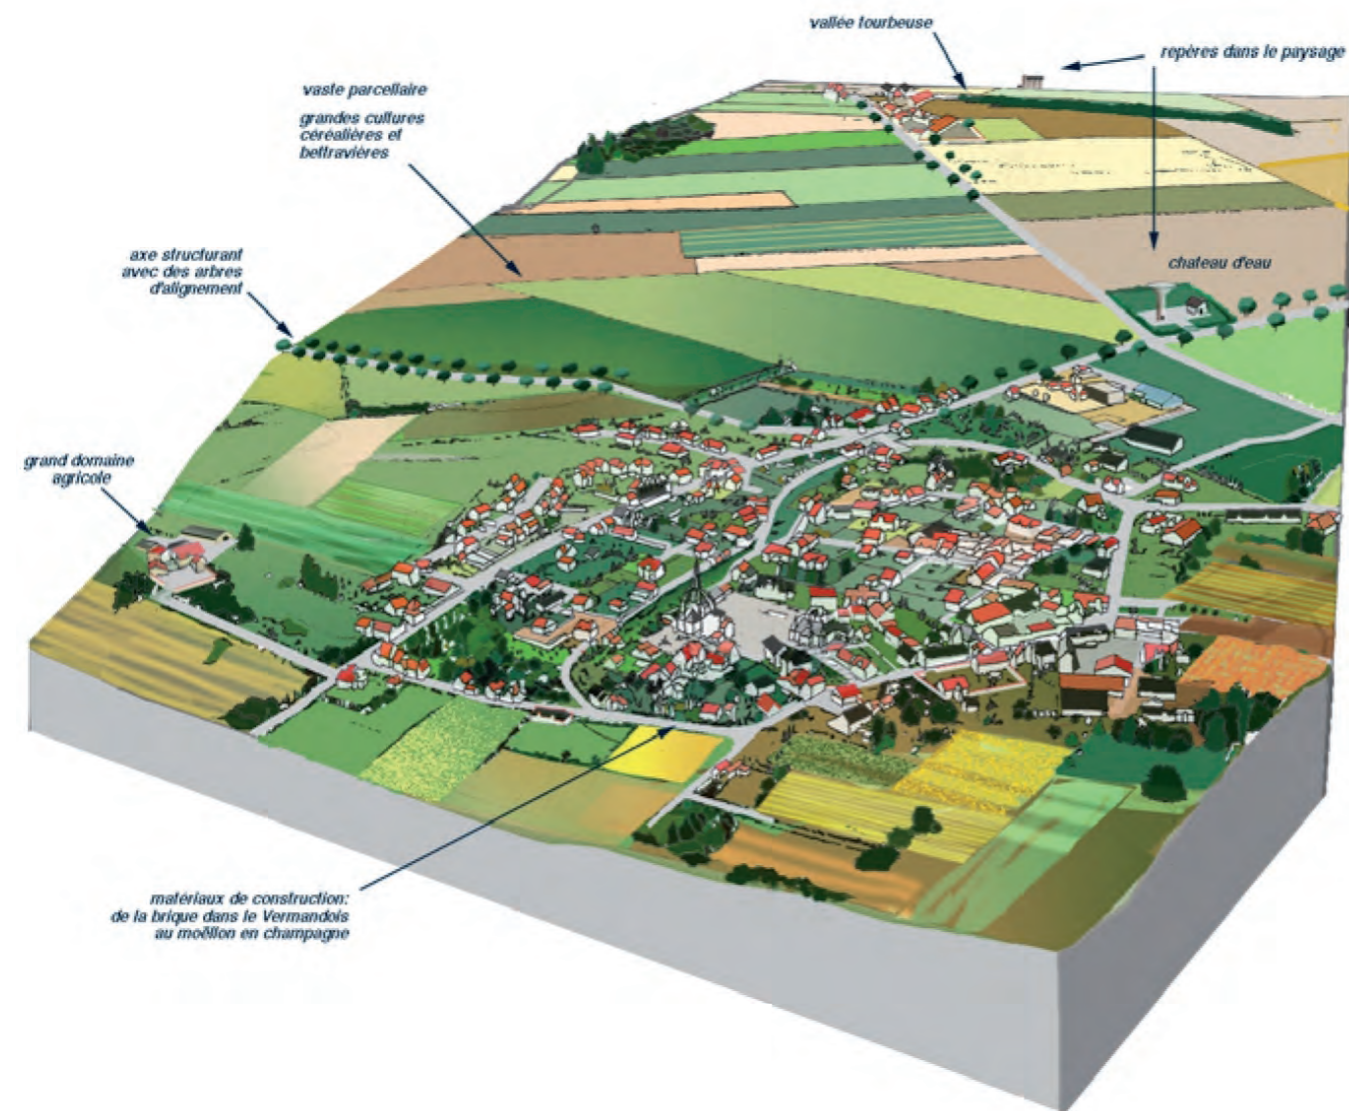 vallée tourbeuse
repères dans le paysage
vaste parcellaire
grandes cultures
céréalières et
bettravières
axe structurant
avec des arbres
d'alignement
chateau d'eau
grand domaine
agricole
matériaux de construction:
de la brique dans le Vermandois
au moëllon en champagne